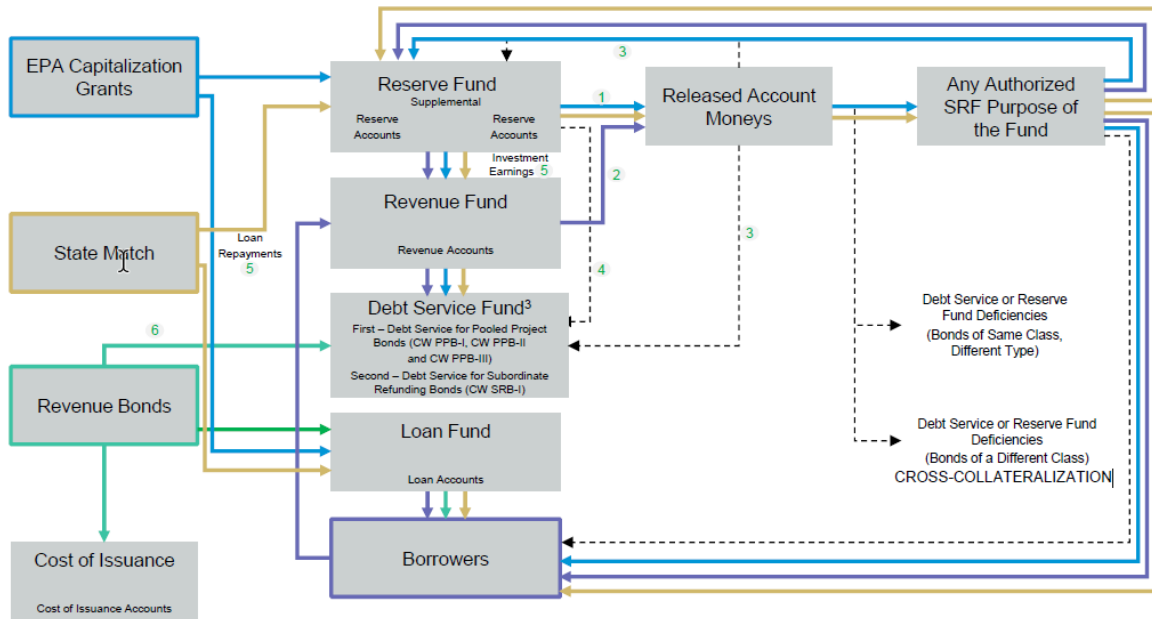 EPA Capitalization
Grants
State Match
Revenue Bonds
Cost of Issuance
Cost of Issuance Accounts
Loan
Repayments
5
6
Reserve Fund
Supplemental
Reserve
Accounts
Reserve
Accounts
Investment
Earnings 5
Revenue Fund
Revenue Accounts
Debt Service Fund³
First – Debt Service for Pooled Project
Bonds (CW PPB-I, CW PPB-II
and CW PPB-III)
Second – Debt Service for Subordinate
Refunding Bonds (CW SRB-I)
Loan Fund
Loan Accounts
Borrowers
1
2
3
4
3
Released Account
Moneys
Any Authorized
SRF Purpose of
the Fund
Debt Service or Reserve
Fund Deficiencies
(Bonds of Same Class,
Different Type)
Debt Service or Reserve Fund
Deficiencies
(Bonds of a Different Class)
CROSS-COLLATERALIZATION